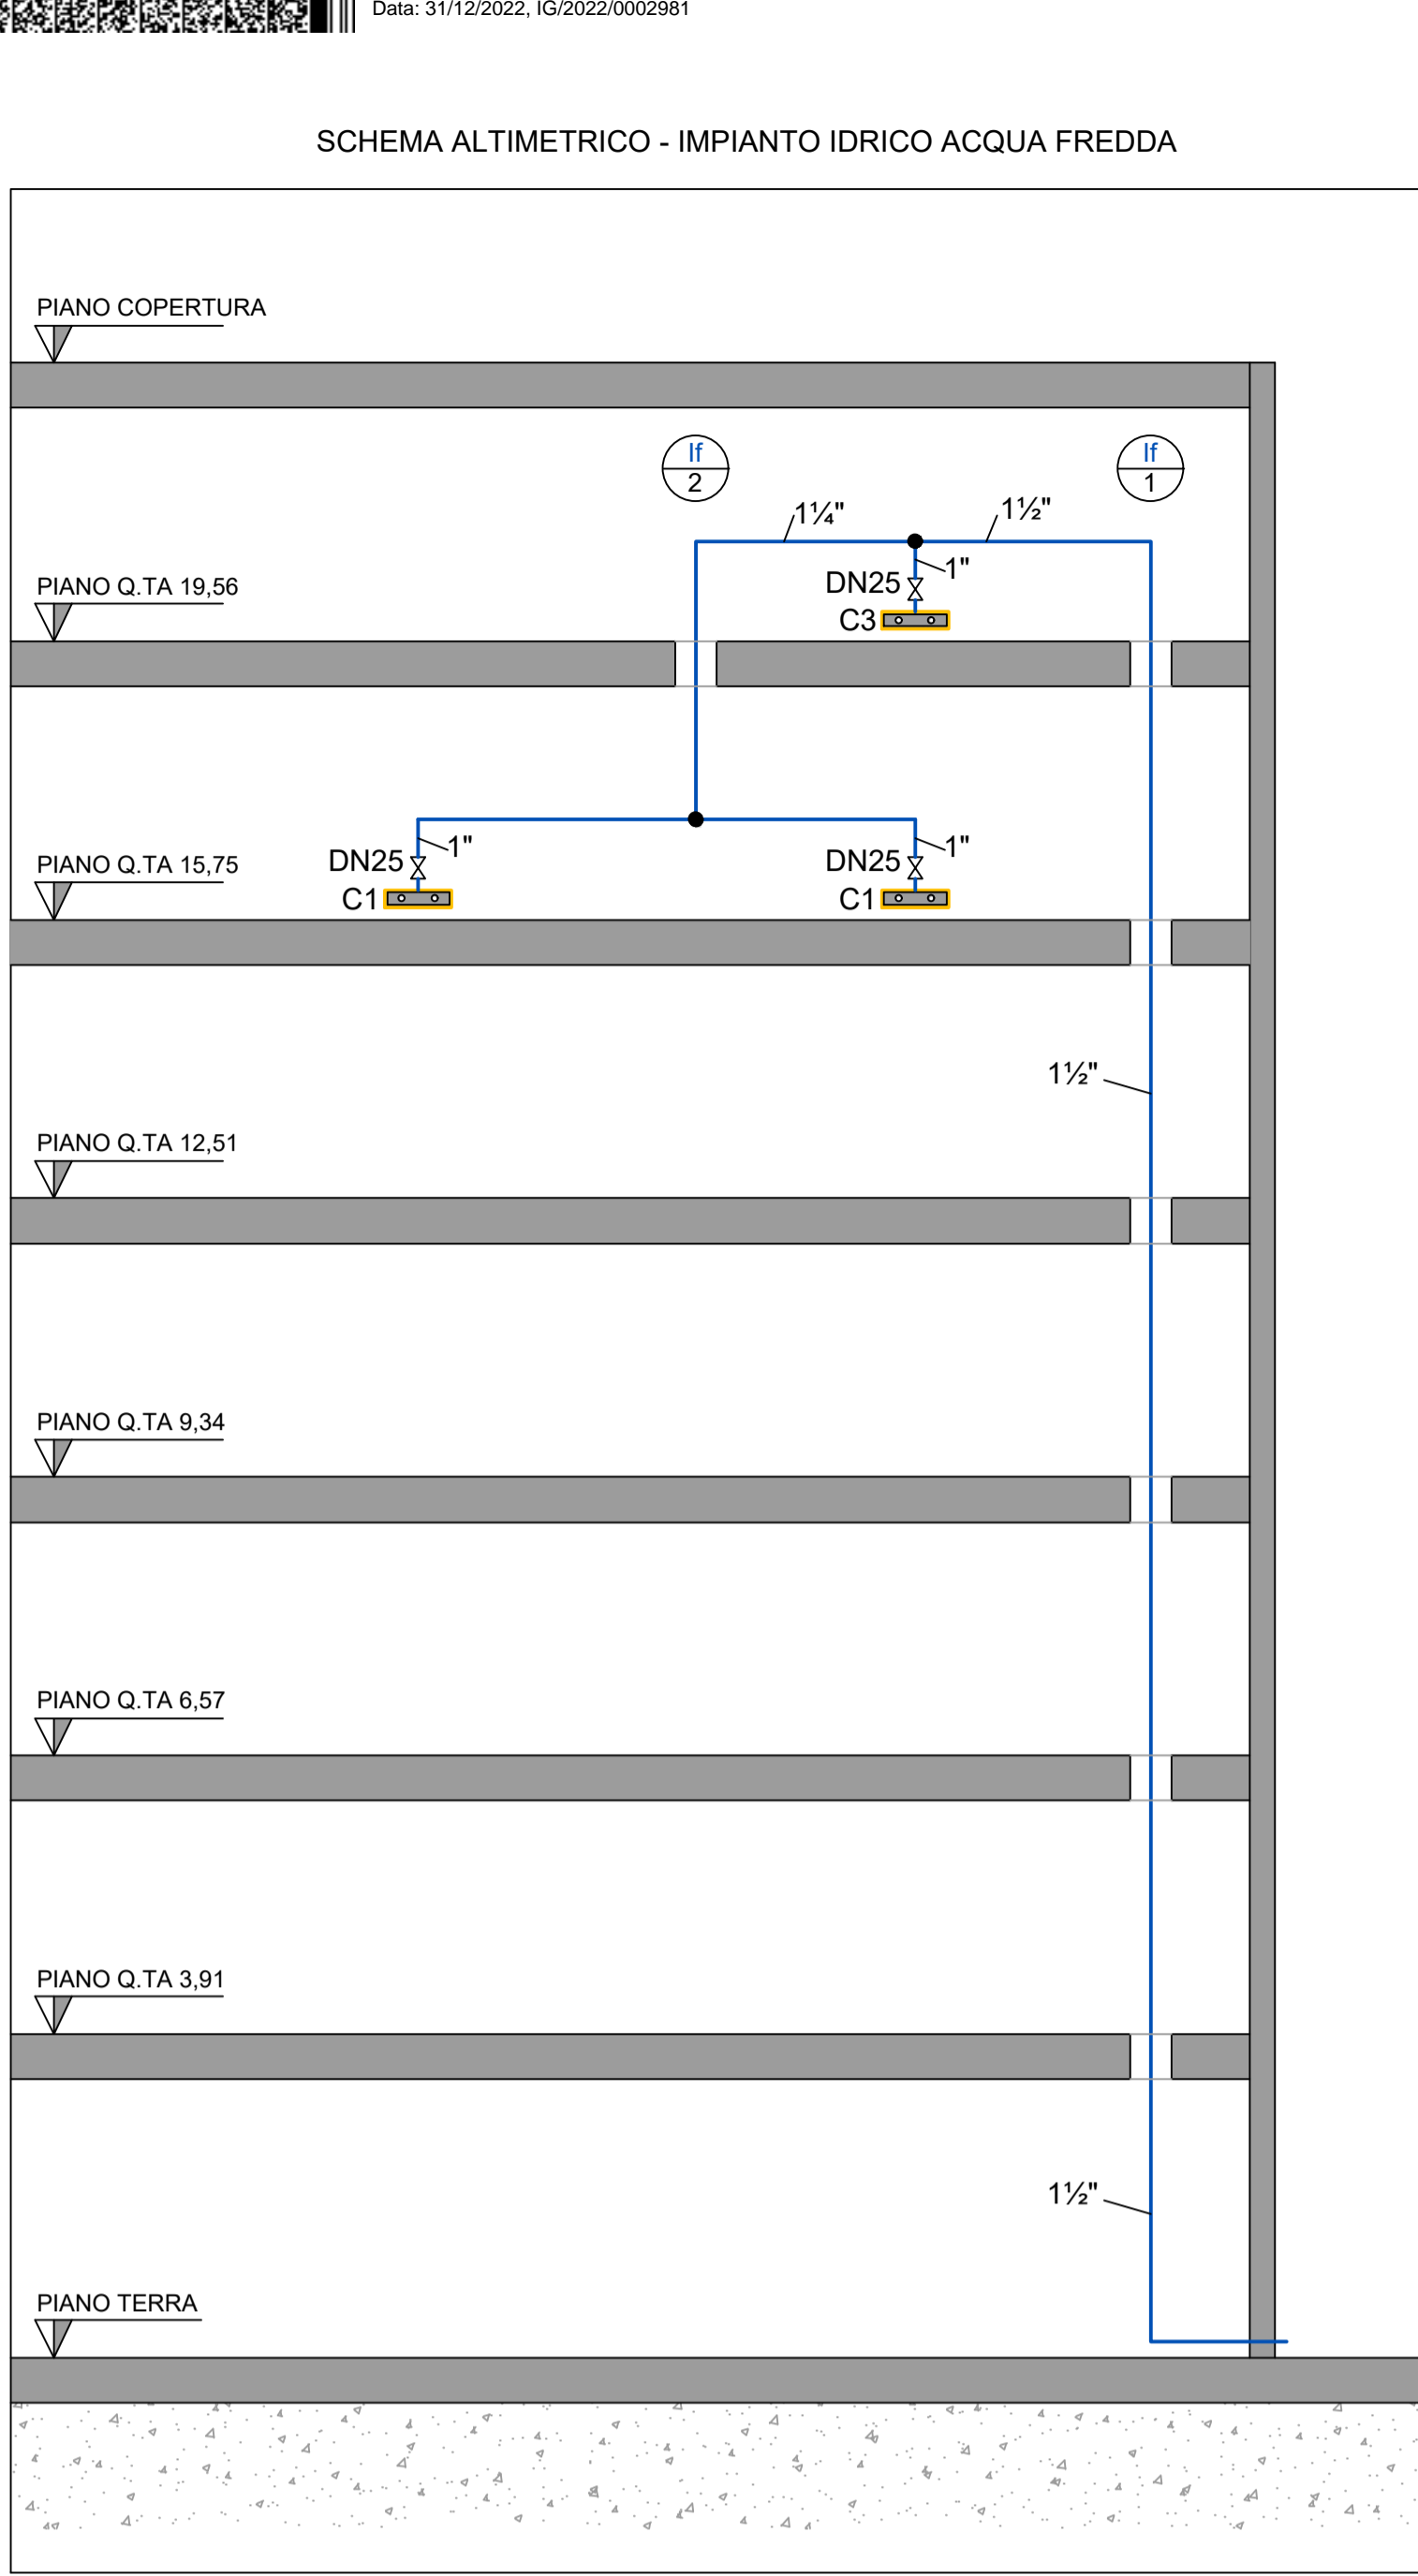 Data: 31/12/2022, IG/2022/0002981
SCHEMA ALTIMETRICO - IMPIANTO IDRICO ACQUA FREDDA
PIANO COPERTURA
If
2
If
1
1¼"
1½"
1"
DN25
C3
PIANO Q.TA 19,56
1"
DN25
C1
1"
DN25
C1
PIANO Q.TA 15,75
1½"
PIANO Q.TA 12,51
PIANO Q.TA 9,34
PIANO Q.TA 6,57
PIANO Q.TA 3,91
1½"
PIANO TERRA